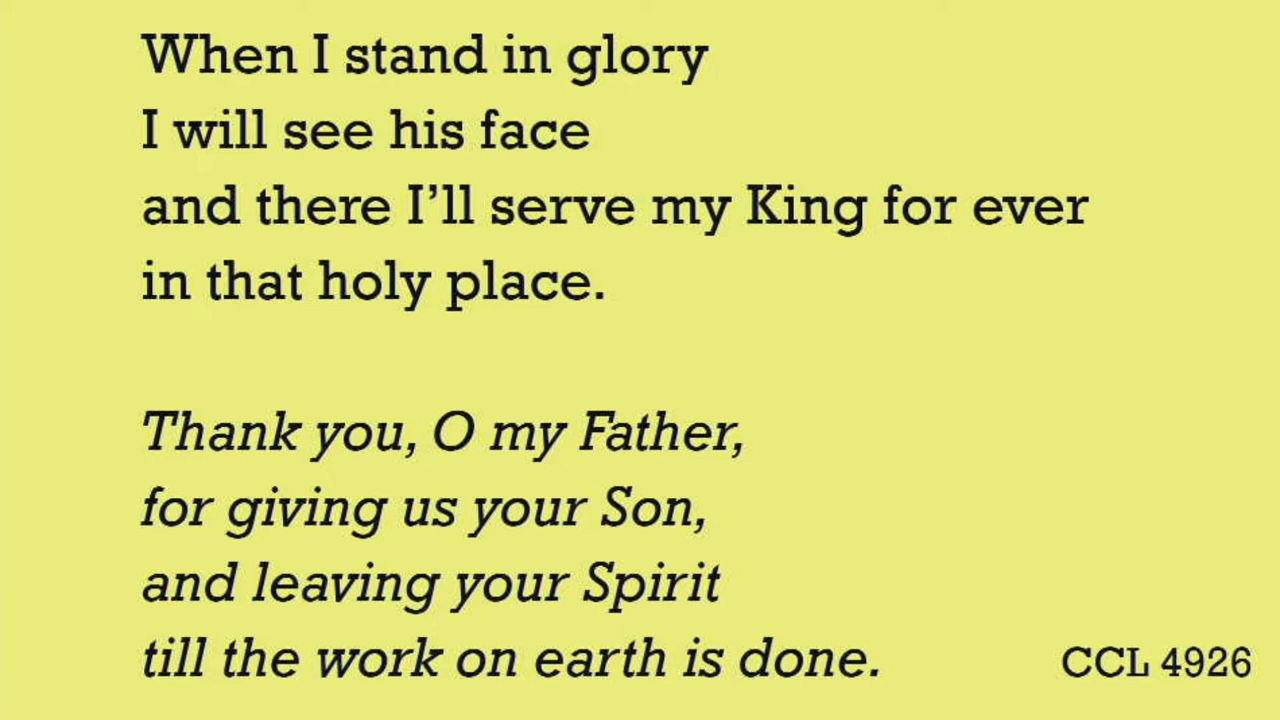 When I stand in glory
I will see his face
and there I’ll serve my King for ever
in that holy place.
Thank you, O my Father,
for giving us your Son,
and leaving your Spirit
till the work on earth is done.
CCL 4926